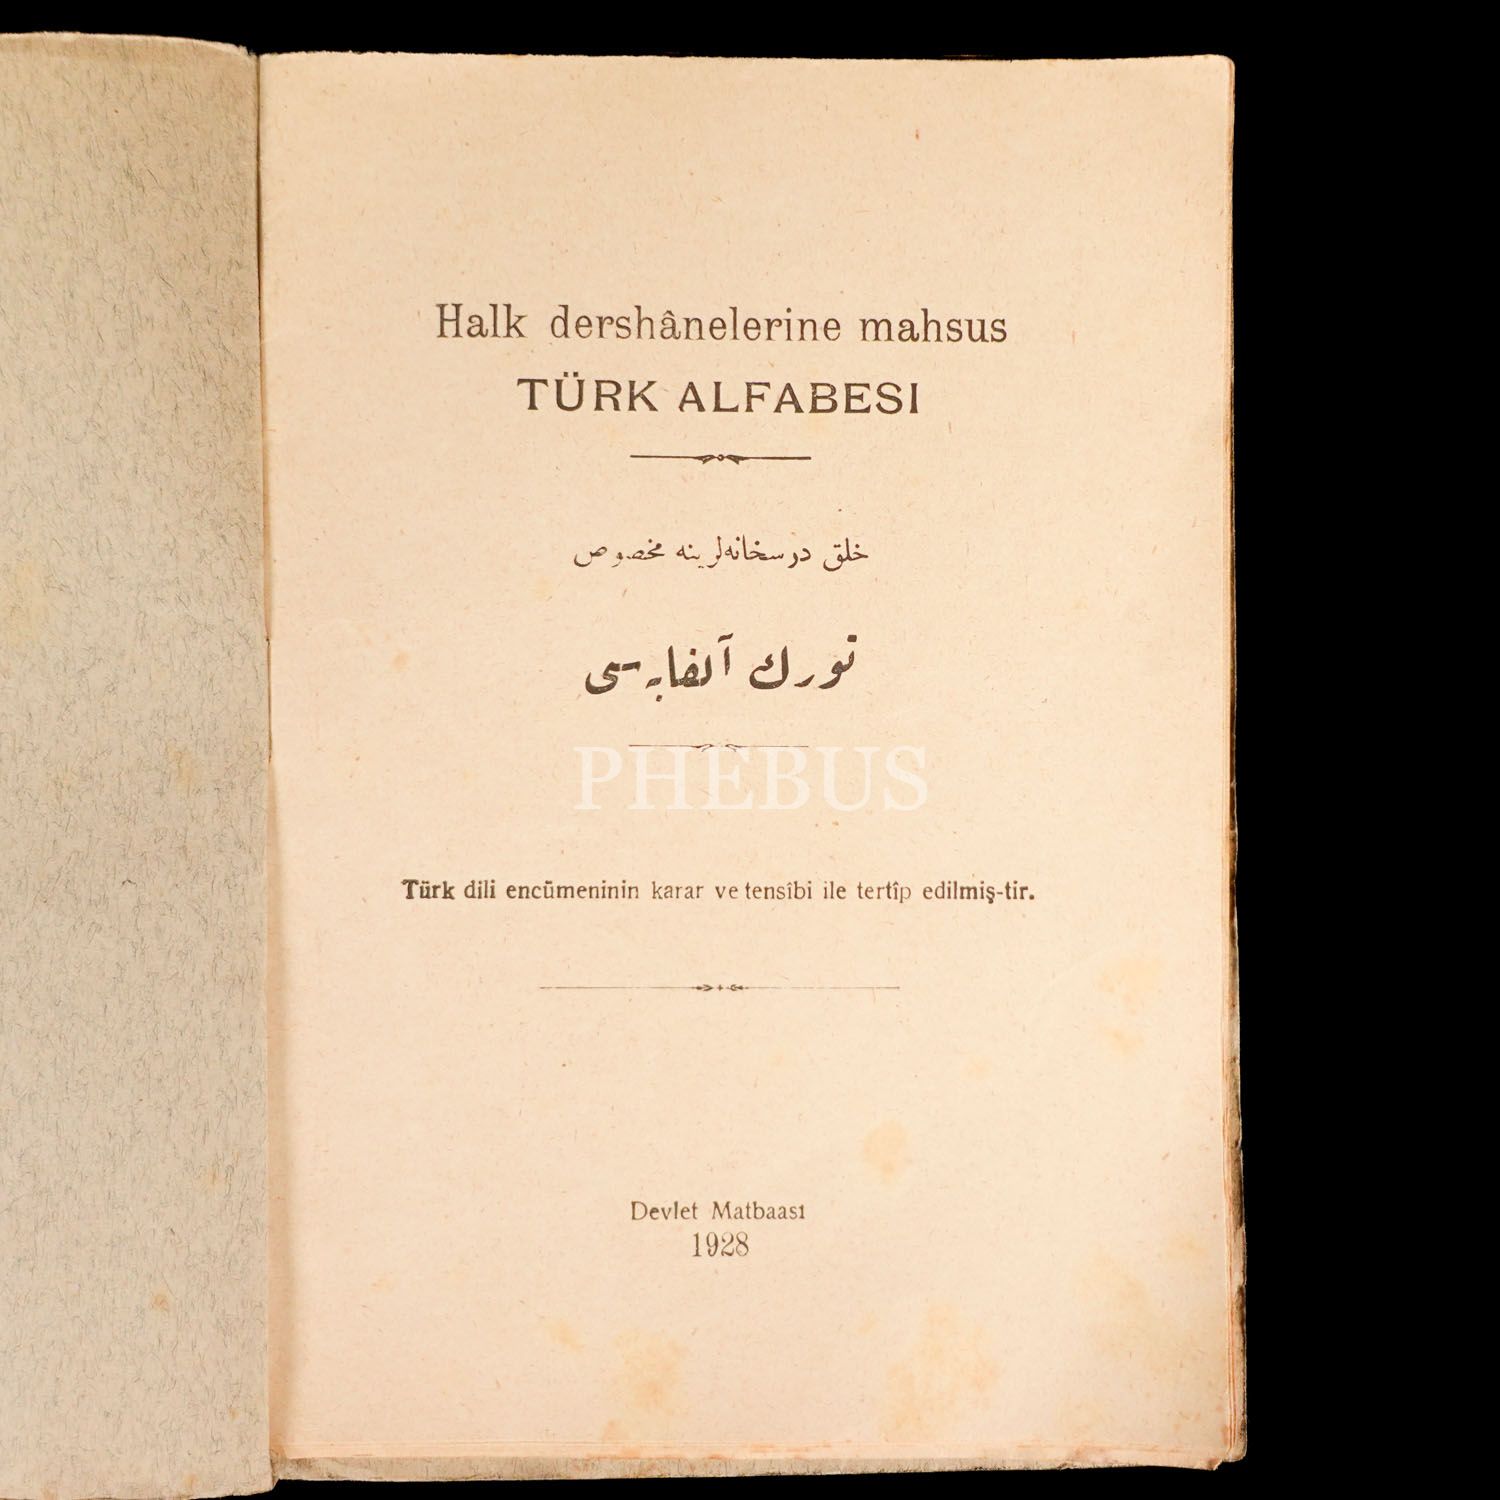 Halk dershânelerine mahsus
TÜRK ALFABESI
خلق درسخانه‌لرینه مخصوص
تورك آلفابه‌سی
PHEBUS
Türk dili encümeninin karar ve tensîbi ile tertîp edilmiş-tir.
Devlet Matbaası
1928